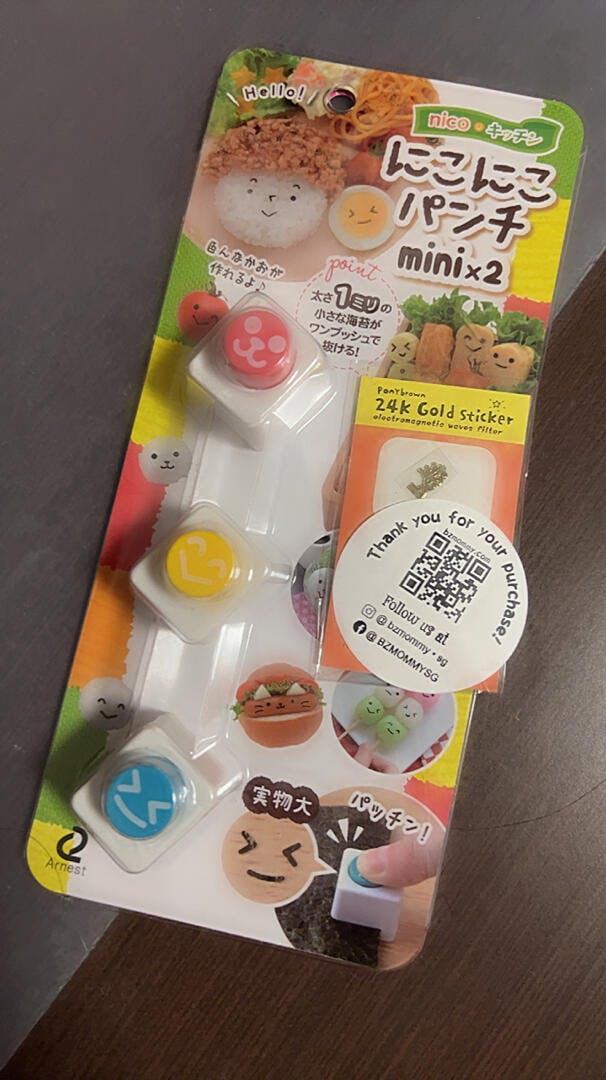 Hello!
nico キッチン
にこにこ
パンチ
mini×2
色んなかおが
作れるよ♪
point
太さ1ミリの
小さな海苔が
ワンプッシュで
抜ける!
Ponybrown
24K Gold Sticker
electromagnetic waves filter
Thank you for your purchase!
bzmommy.com
Follow us at
@bzmommy.sg
@BZMOMMYSG
実物大
パッチン!
Arnest